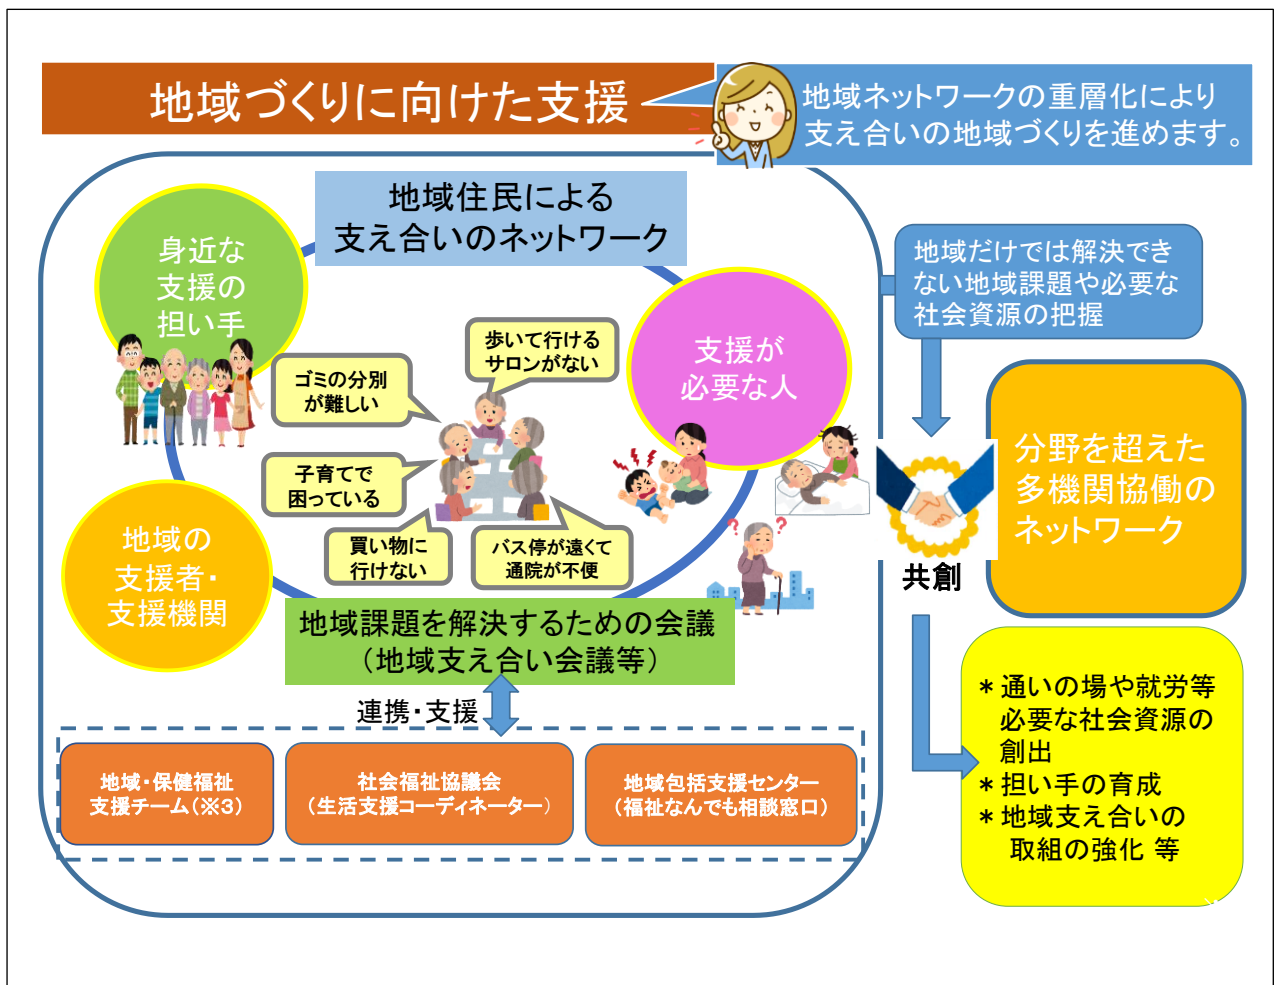 地域づくりに向けた支援
地域ネットワークの重層化により
支え合いの地域づくりを進めます。
地域住民による
支え合いのネットワーク
身近な
支援の
担い手
支援が
必要な人
地域の
支援者・
支援機関
歩いて行ける
サロンがない
ゴミの分別
が難しい
子育てで
困っている
買い物に
行けない
バス停が遠くて
通院が不便
地域課題を解決するための会議
（地域支え合い会議等）
連携・支援
地域・保健福祉
支援チーム（※3）
社会福祉協議会
（生活支援コーディネーター）
地域包括支援センター
（福祉なんでも相談窓口）
地域だけでは解決でき
ない地域課題や必要な
社会資源の把握
共創
分野を超えた
多機関協働の
ネットワーク
＊通いの場や就労等
必要な社会資源の
創出
＊担い手の育成
＊地域支え合いの
取組の強化 等
? ?